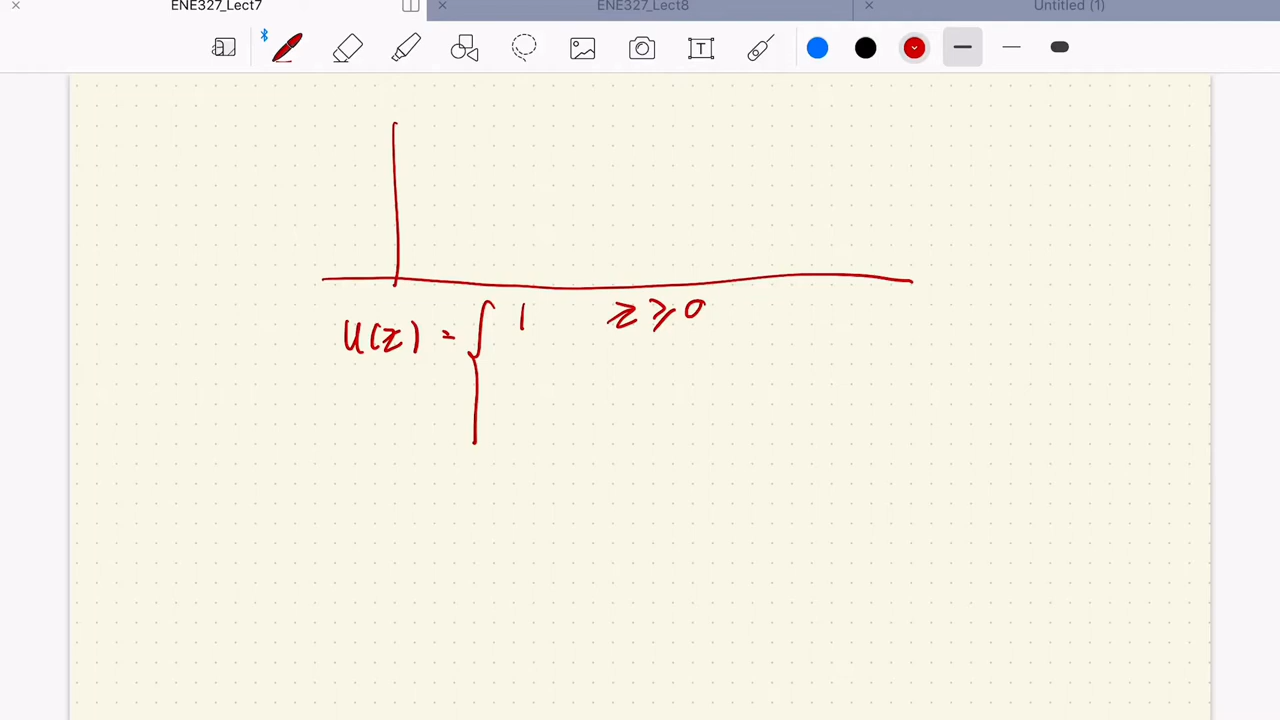 ENE327_Lect7 ENE327_Lect8 Untitled (1)
u(z) = { 1 z ≥ 0